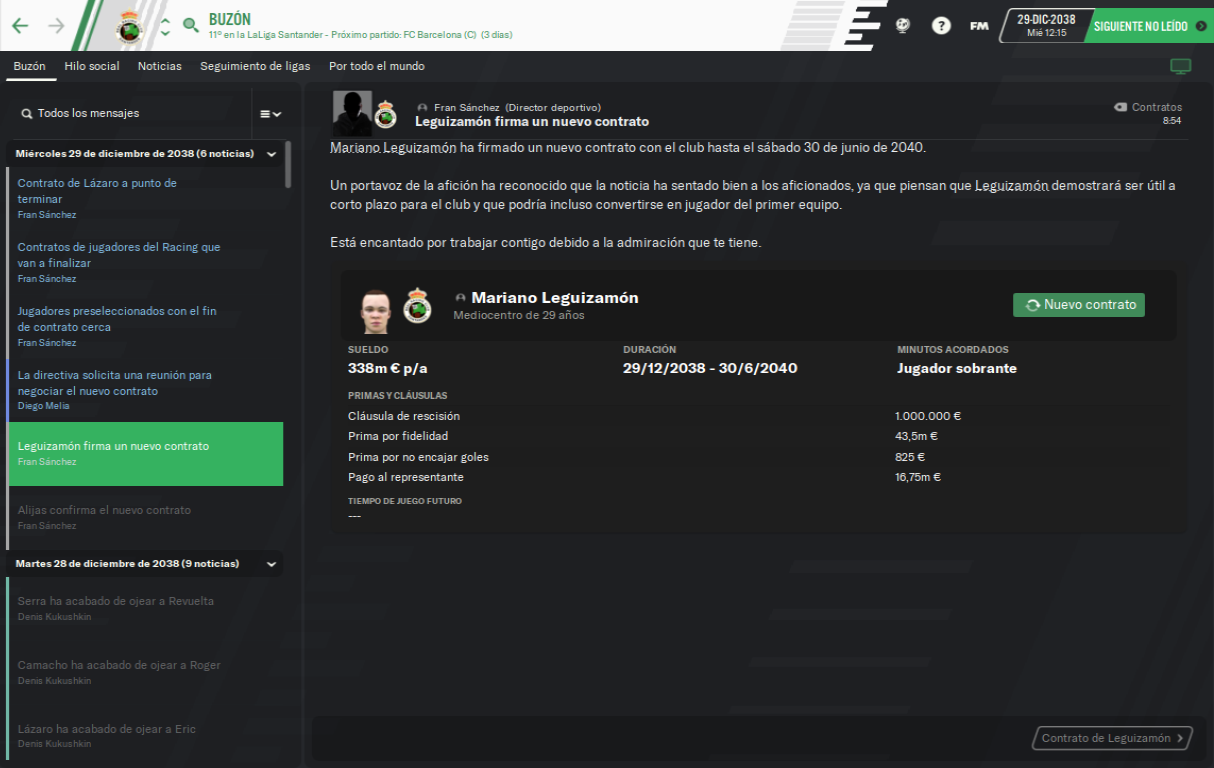 BUZÓN
11º en la LaLiga Santander - Próximo partido: FC Barcelona (C) (3 días)
?
FM
29-DIC-2038
Mié 12:15
SIGUIENTE NO LEÍDO
Buzón
Hilo social
Noticias
Seguimiento de ligas
Por todo el mundo
Todos los mensajes
Miércoles 29 de diciembre de 2038 (6 noticias)
Contrato de Lázaro a punto de
terminar
Fran Sánchez
Contratos de jugadores del Racing que
van a finalizar
Fran Sánchez
Jugadores preseleccionados con el fin
de contrato cerca
Fran Sánchez
La directiva solicita una reunión para
negociar el nuevo contrato
Diego Melia
Leguizamón firma un nuevo contrato
Fran Sánchez
Alijas confirma el nuevo contrato
Fran Sánchez
Martes 28 de diciembre de 2038 (9 noticias)
Serra ha acabado de ojear a Revuelta
Denis Kukushkin
Camacho ha acabado de ojear a Roger
Denis Kukushkin
Lázaro ha acabado de ojear a Eric
Denis Kukushkin
Fran Sánchez (Director deportivo)
Leguizamón firma un nuevo contrato
Contratos
8:54
Mariano Leguizamón ha firmado un nuevo contrato con el club hasta el sábado 30 de junio de 2040.
Un portavoz de la afición ha reconocido que la noticia ha sentado bien a los aficionados, ya que piensan que Leguizamón demostrará ser útil a
corto plazo para el club y que podría incluso convertirse en jugador del primer equipo.
Está encantado por trabajar contigo debido a la admiración que te tiene.
Mariano Leguizamón
Mediocentro de 29 años
Nuevo contrato
SUELDO
338m € p/a
DURACIÓN
29/12/2038 - 30/6/2040
MINUTOS ACORDADOS
Jugador sobrante
PRIMAS Y CLÁUSULAS
Cláusula de rescisión 1.000.000 €
Prima por fidelidad 43,5m €
Prima por no encajar goles 825 €
Pago al representante 16,75m €
TIEMPO DE JUEGO FUTURO
---
Contrato de Leguizamón